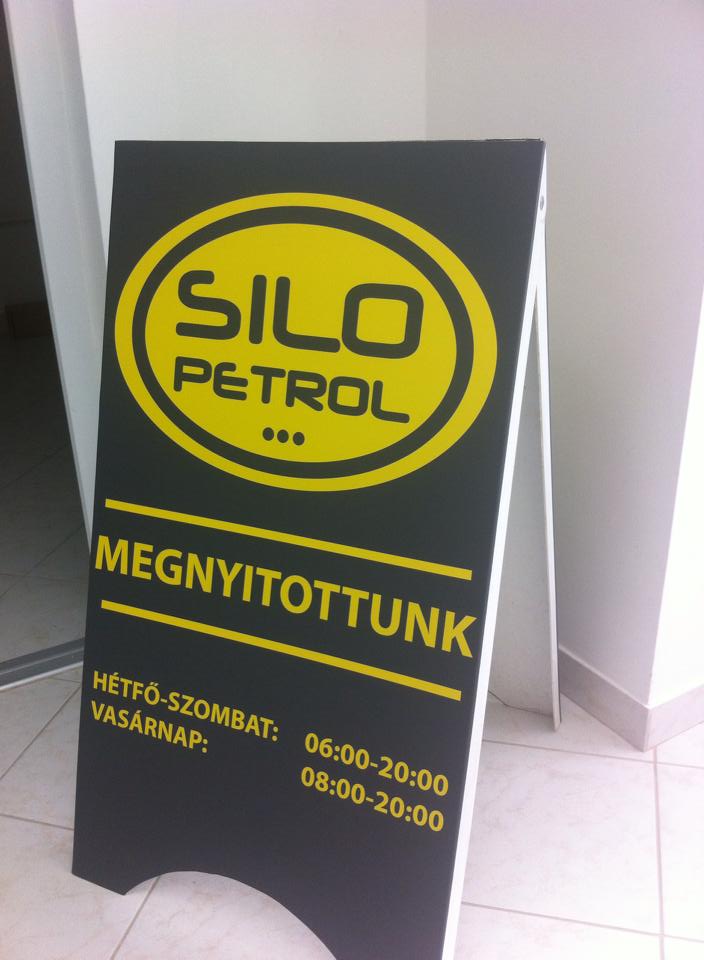 SILO
PETROL
...
MEGNYITOTTUNK
HÉTFŐ-SZOMBAT: 06:00-20:00
VASÁRNAP: 08:00-20:00